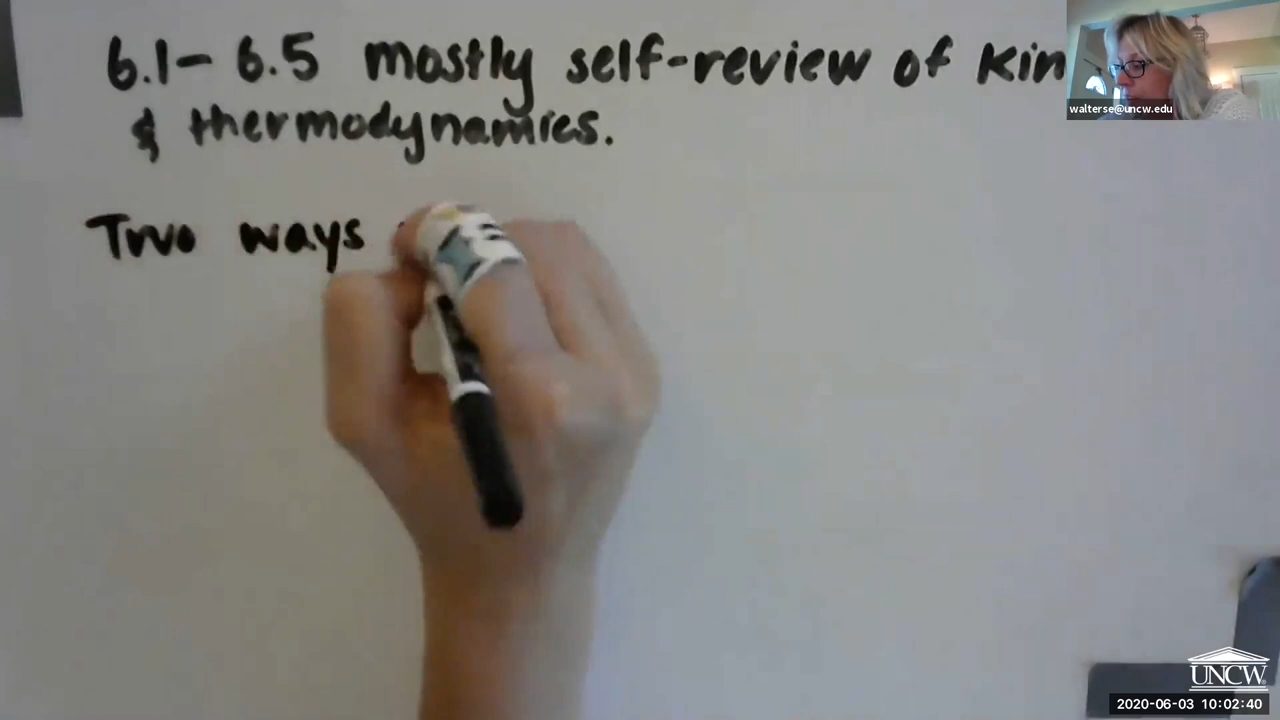 6.1- 6.5 mostly self-review of Kin
& thermodynamics.
Two ways
walterse@uncw.edu
UNCW
2020-06-03 10:02:40